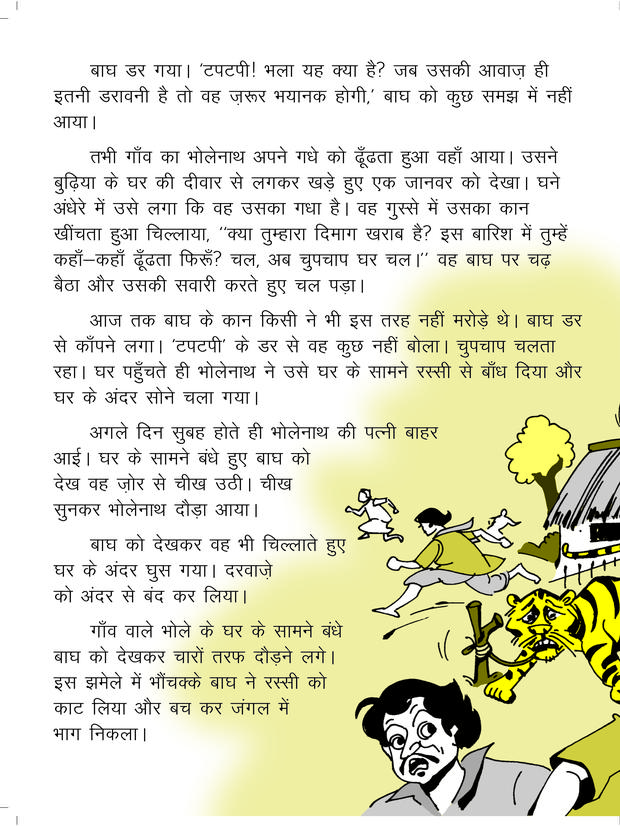 बाघ डर गया। ‘टपटपी! भला यह क्या है? जब उसकी आवाज़ ही
इतनी डरावनी है तो वह ज़रूर भयानक होगी,’ बाघ को कुछ समझ में नहीं
आया।
तभी गाँव का भोलेनाथ अपने गधे को ढूँढता हुआ वहाँ आया। उसने
बुढ़िया के घर की दीवार से लगकर खड़े हुए एक जानवर को देखा। घने
अंधेरे में उसे लगा कि वह उसका गधा है। वह गुस्से में उसका कान
खींचता हुआ चिल्लाया, ‘‘क्या तुम्हारा दिमाग खराब है? इस बारिश में तुम्हें
कहाँ–कहाँ ढूँढता फिरूँ? चल, अब चुपचाप घर चल।’’ वह बाघ पर चढ़
बैठा और उसकी सवारी करते हुए चल पड़ा।
आज तक बाघ के कान किसी ने भी इस तरह नहीं मरोड़े थे। बाघ डर
से काँपने लगा। ‘टपटपी’ के डर से वह कुछ नहीं बोला। चुपचाप चलता
रहा। घर पहुँचते ही भोलेनाथ ने उसे घर के सामने रस्सी से बाँध दिया और
घर के अंदर सोने चला गया।
अगले दिन सुबह होते ही भोलेनाथ की पत्नी बाहर
आई। घर के सामने बंधे हुए बाघ को
देख वह ज़ोर से चीख उठी। चीख
सुनकर भोलेनाथ दौड़ा आया।
बाघ को देखकर वह भी चिल्लाते हुए
घर के अंदर घुस गया। दरवाज़े
को अंदर से बंद कर लिया।
गाँव वाले भोले के घर के सामने बंधे
बाघ को देखकर चारों तरफ दौड़ने लगे।
इस झमेले में भौंचक्के बाघ ने रस्सी को
काट लिया और बच कर जंगल में
भाग निकला।